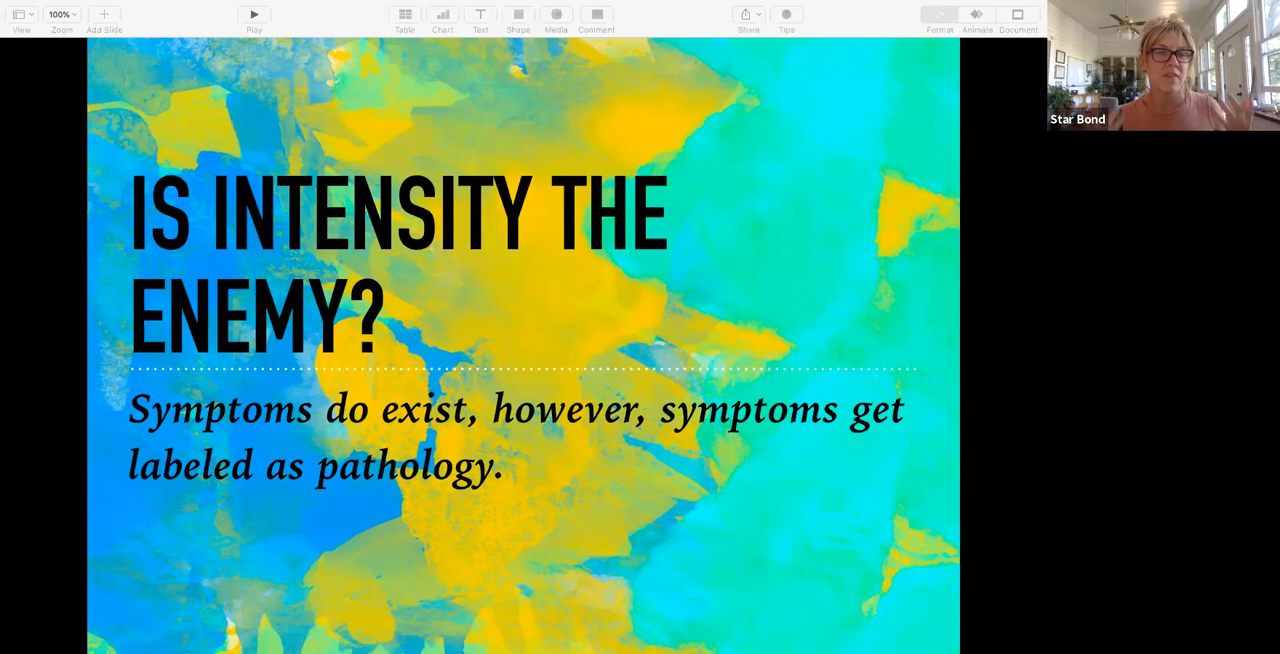 100%
View Zoom Add Slide Play Table Chart Text Shape Media Comment Share Tips Format Animate Document
Star Bond
IS INTENSITY THE
ENEMY?
Symptoms do exist, however, symptoms get
labeled as pathology.